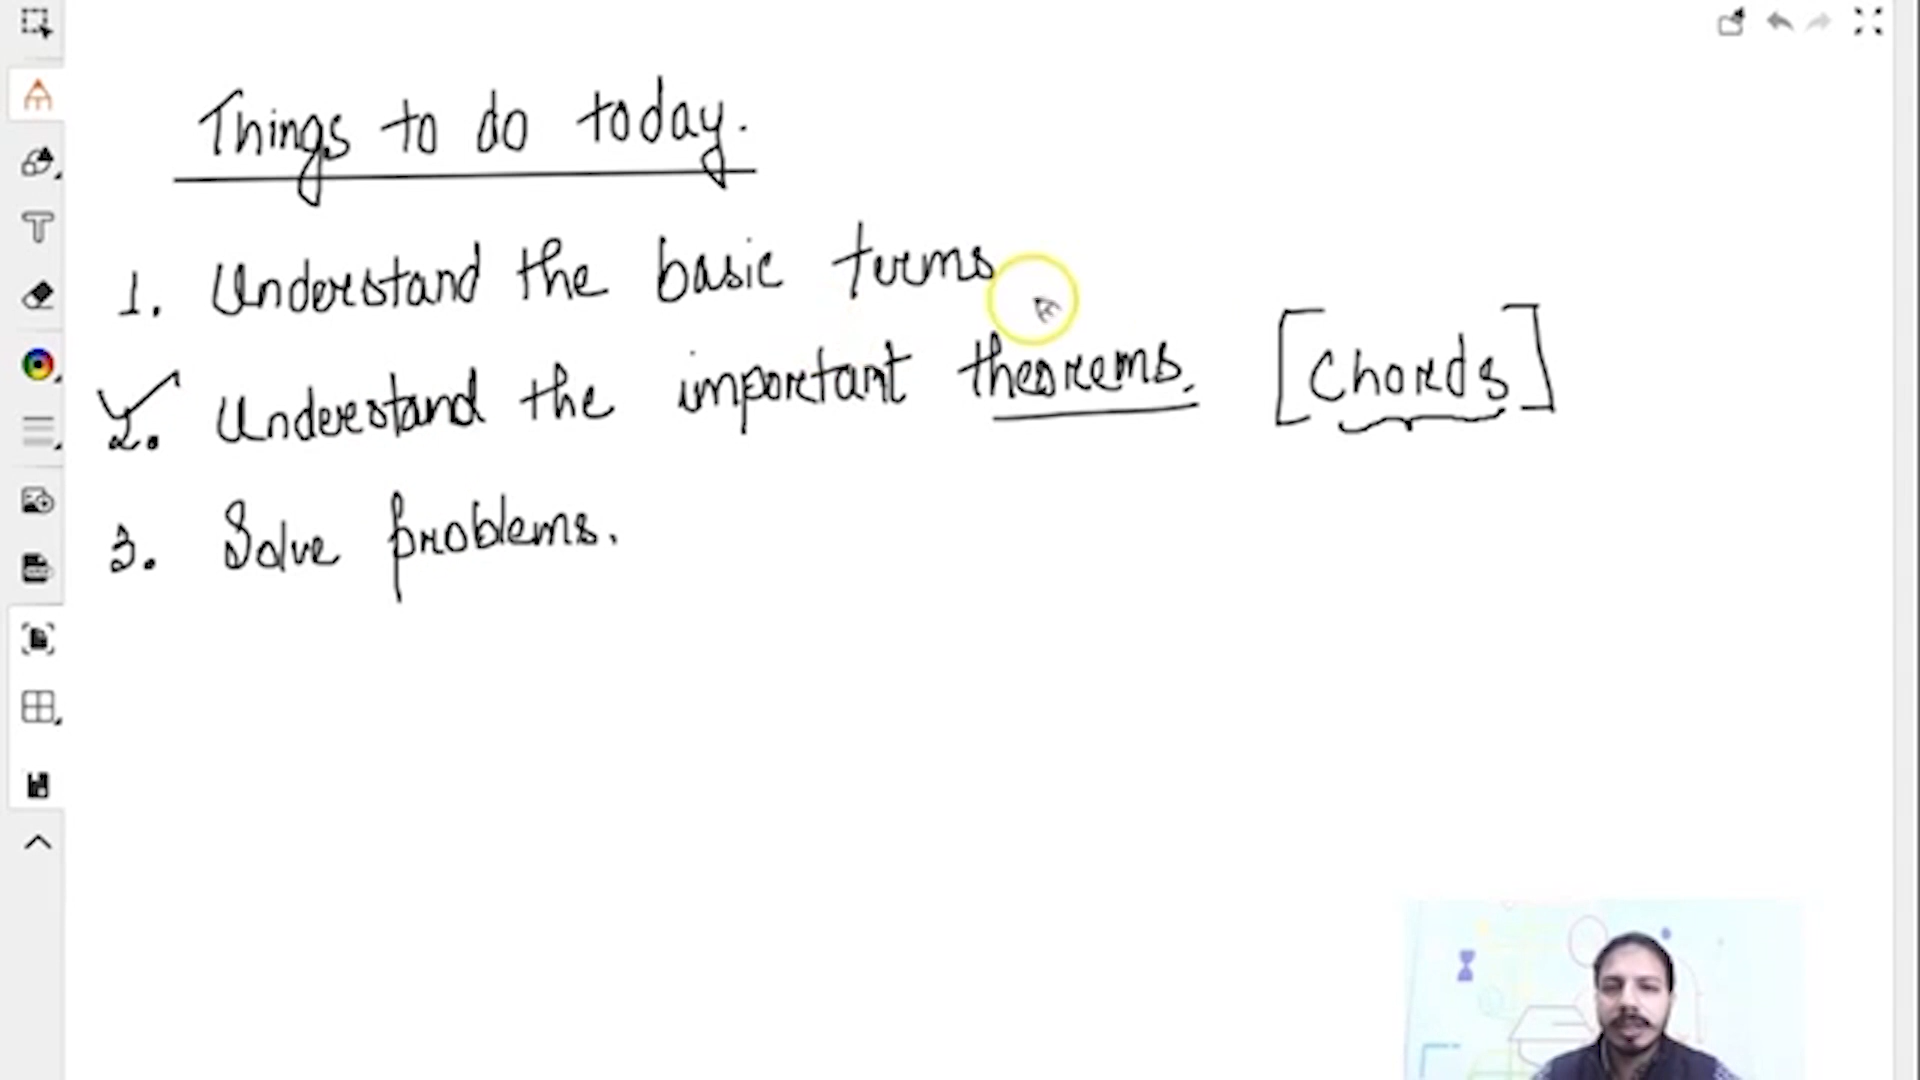 Things to do today.
1. Understand the basic terms
2. Understand the important theorems. [Chords]
3. Solve problems.